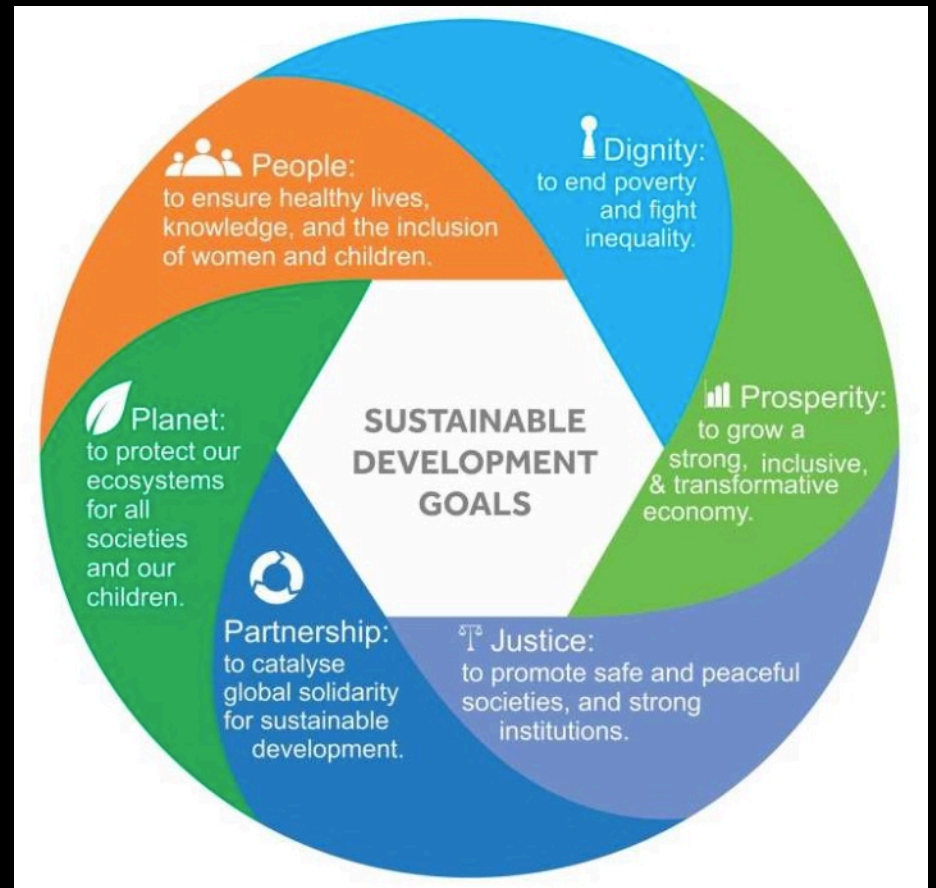 People:
to ensure healthy lives,
knowledge, and the inclusion
of women and children.
Dignity:
to end poverty
and fight
inequality.
Prosperity:
to grow a
strong, inclusive,
& transformative
economy.
Justice:
to promote safe and peaceful
societies, and strong
institutions.
Partnership:
to catalyse
global solidarity
for sustainable
development.
Planet:
to protect our
ecosystems
for all
societies
and our
children.
SUSTAINABLE
DEVELOPMENT
GOALS